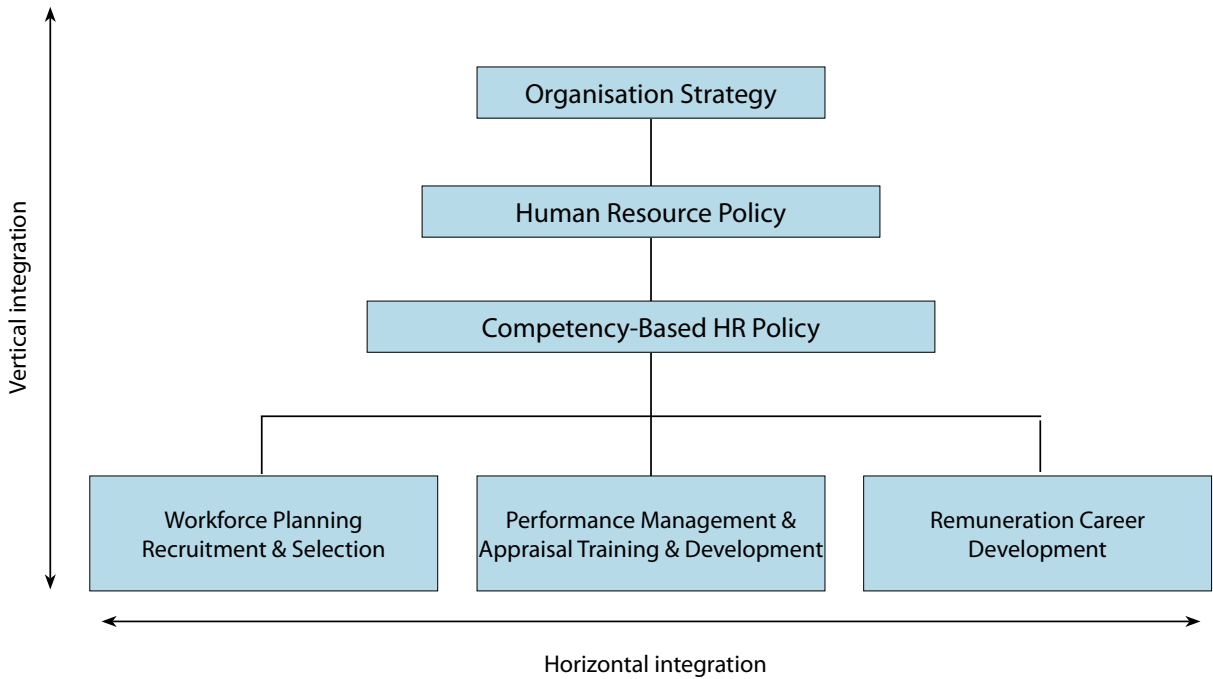 Organisation Strategy
Human Resource Policy
Competency-Based HR Policy
Vertical integration
Workforce Planning
Recruitment & Selection
Performance Management &
Appraisal Training & Development
Remuneration Career
Development
Horizontal integration